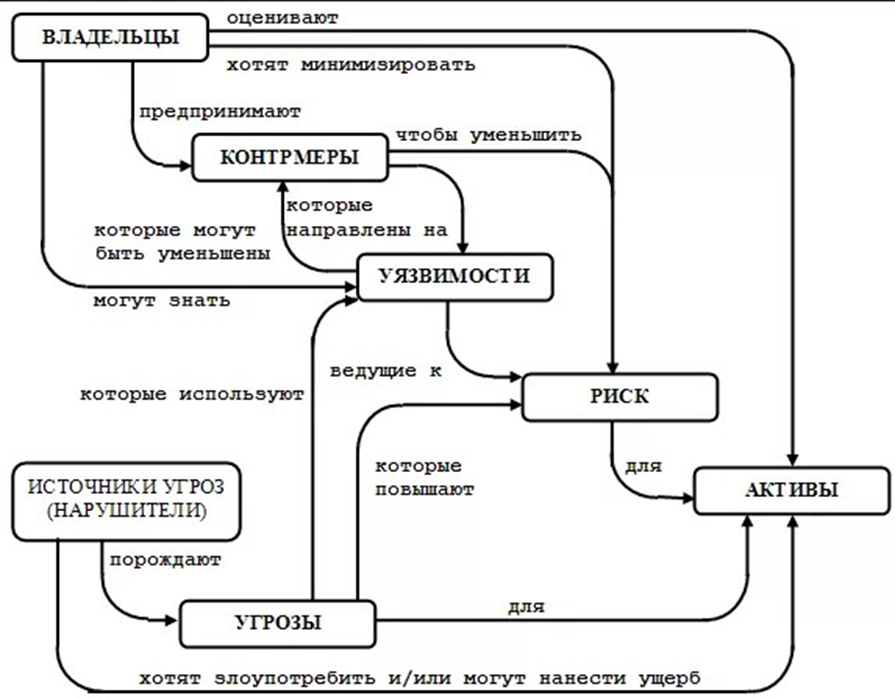 оценивают
ВЛАДЕЛЬЦЫ
хотят минимизировать
предпринимают
чтобы уменьшить
КОНТРМЕРЫ
которые
направлены на
которые могут
быть уменьшены
УЯЗВИМОСТИ
могут знать
ведущие к
которые используют
РИСК
которые
повышают
для
ИСТОЧНИКИ УГРОЗ
(НАРУШИТЕЛИ)
АКТИВЫ
порождают
для
УГРОЗЫ
хотят злоупотребить и/или могут нанести ущерб